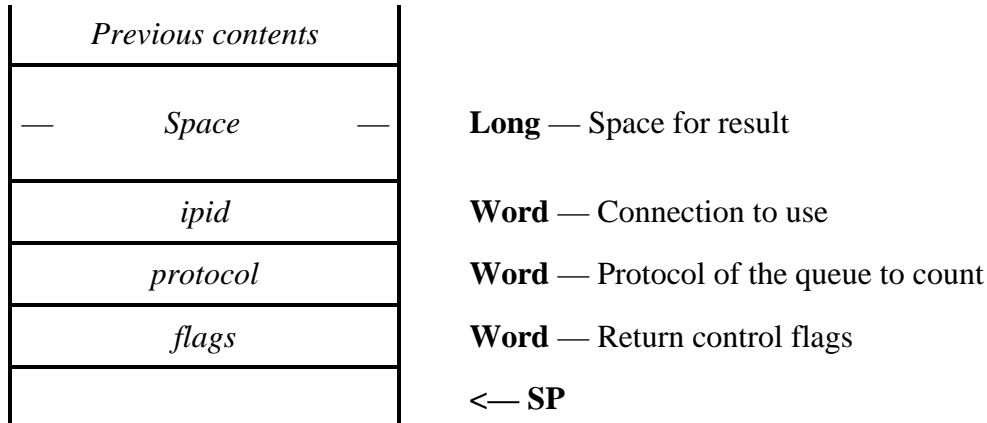 Previous contents
— Space — Long — Space for result
ipid Word — Connection to use
protocol Word — Protocol of the queue to count
flags Word — Return control flags
<— SP